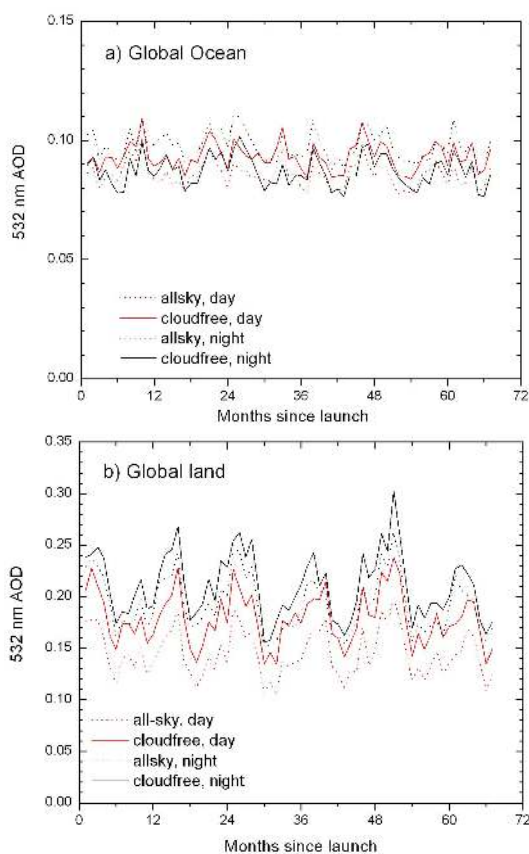 0.15
a) Global Ocean
0.10
532 nm AOD
0.05
allsky, day
cloudfree, day
allsky, night
cloudfree, night
0.00
0 12 24 36 48 60 72
Months since launch
0.35
b) Global land
0.30
0.25
532 nm AOD
0.20
0.15
0.10
all-sky, day
cloudfree, day
0.05
allsky, night
cloudfree, night
0.00
0 12 24 36 48 60 72
Months since launch